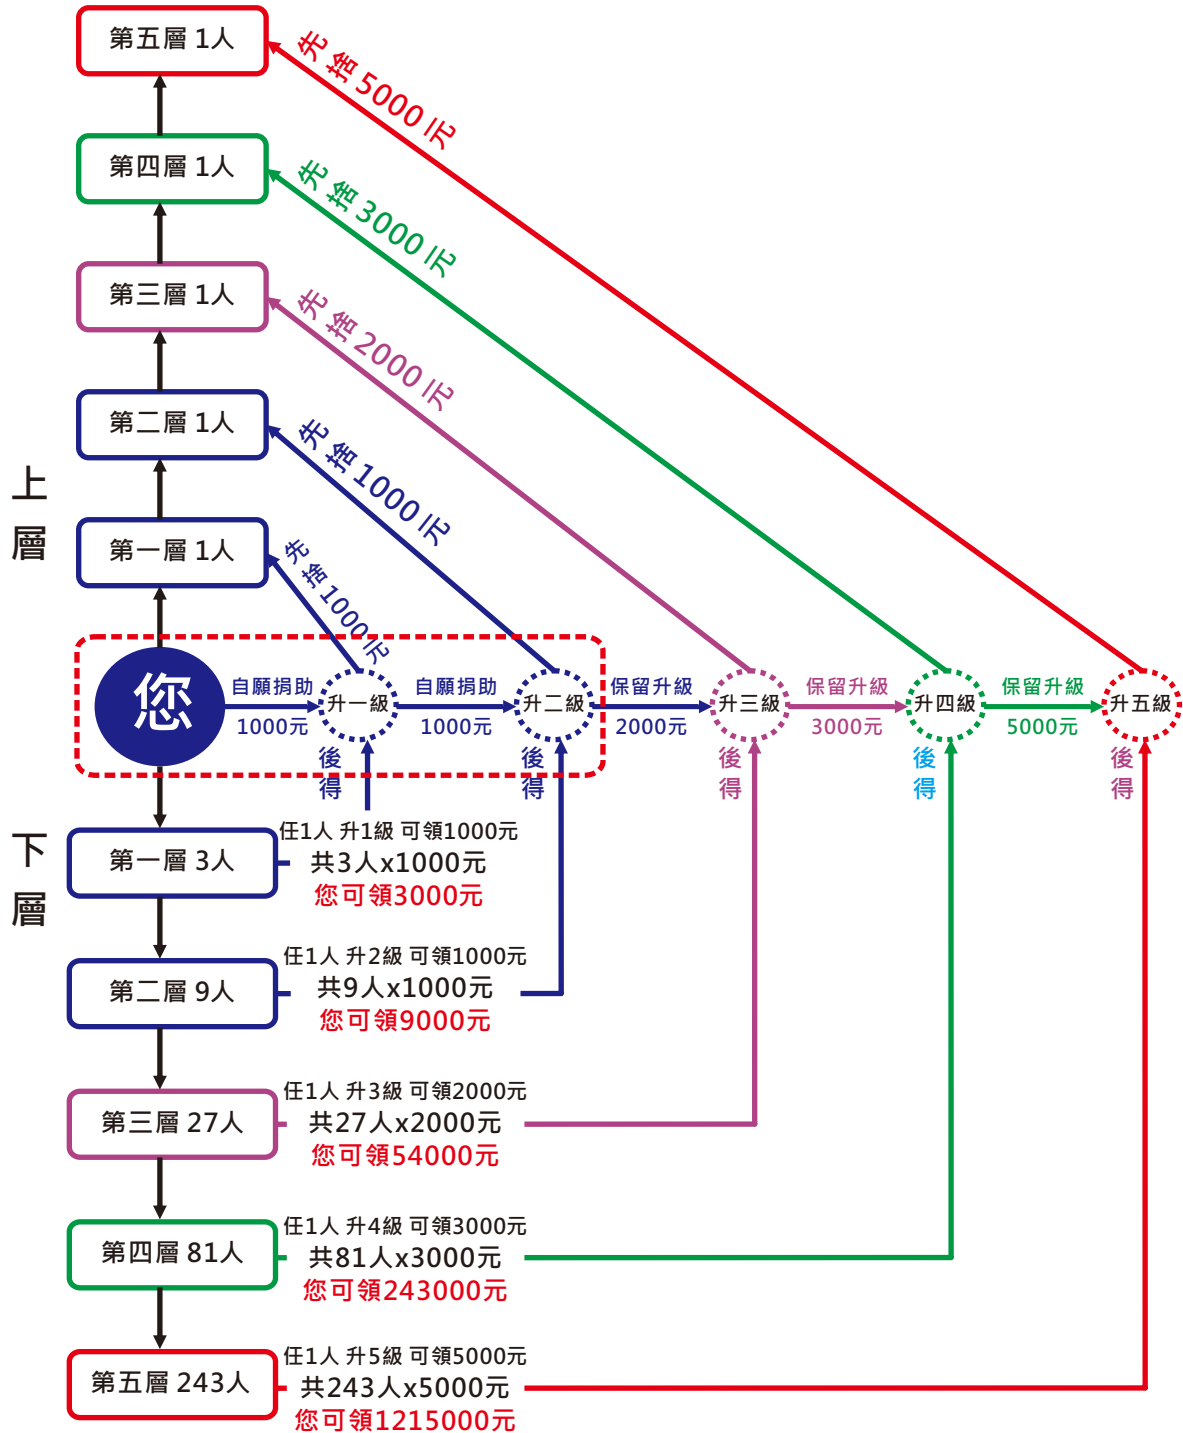 第五層 1人
先捨5000元
第四層 1人
先捨3000元
第三層 1人
先捨2000元
第二層 1人
先捨1000元
上層
第一層 1人
先捨1000元
您
自願捐助
1000元
升一級
自願捐助
1000元
升二級
保留升級
2000元
升三級
保留升級
3000元
升四級
保留升級
5000元
升五級
後得
後得
後得
後得
後得
下層
第一層 3人
任1人 升1級 可領1000元
共3人x1000元
您可領3000元
第二層 9人
任1人 升2級 可領1000元
共9人x1000元
您可領9000元
第三層 27人
任1人 升3級 可領2000元
共27人x2000元
您可領54000元
第四層 81人
任1人 升4級 可領3000元
共81人x3000元
您可領243000元
第五層 243人
任1人 升5級 可領5000元
共243人x5000元
您可領1215000元